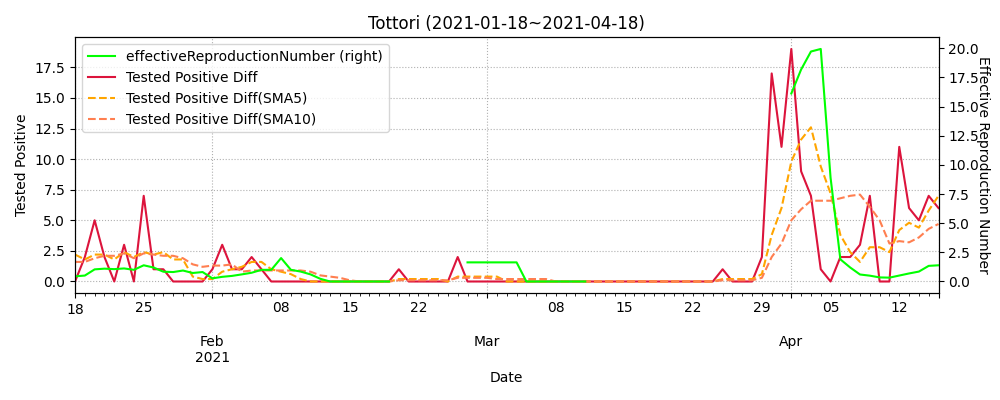 Tottori (2021-01-18~2021-04-18)
effectiveReproductionNumber (right)
Tested Positive Diff
Tested Positive Diff(SMA5)
Tested Positive Diff(SMA10)
Tested Positive
17.5
15.0
12.5
10.0
7.5
5.0
2.5
0.0
20.0
17.5
15.0
12.5
10.0
7.5
5.0
2.5
0.0
Effective Reproduction Number
18 25 08 15 22 08 15 22 29 05 12
Feb Mar Apr
2021
Date